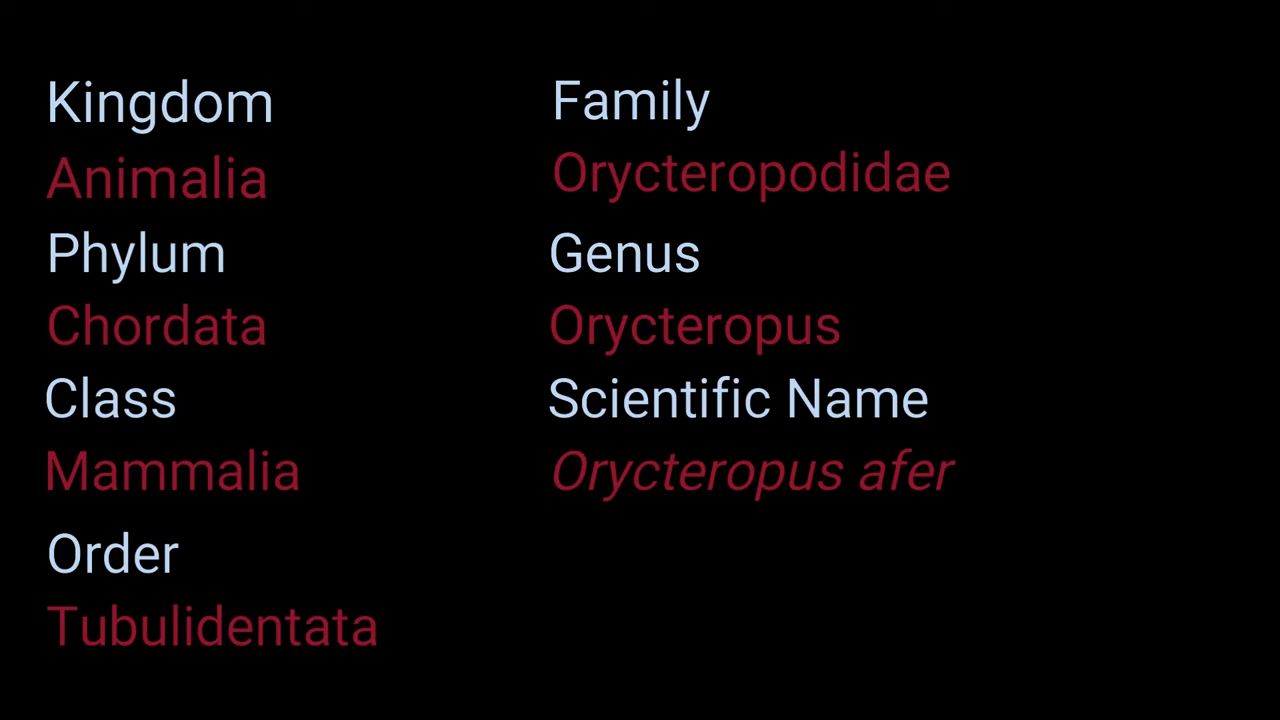 Kingdom
Animalia
Phylum
Chordata
Class
Mammalia
Order
Tubulidentata
Family
Orycteropodidae
Genus
Orycteropus
Scientific Name
Orycteropus afer